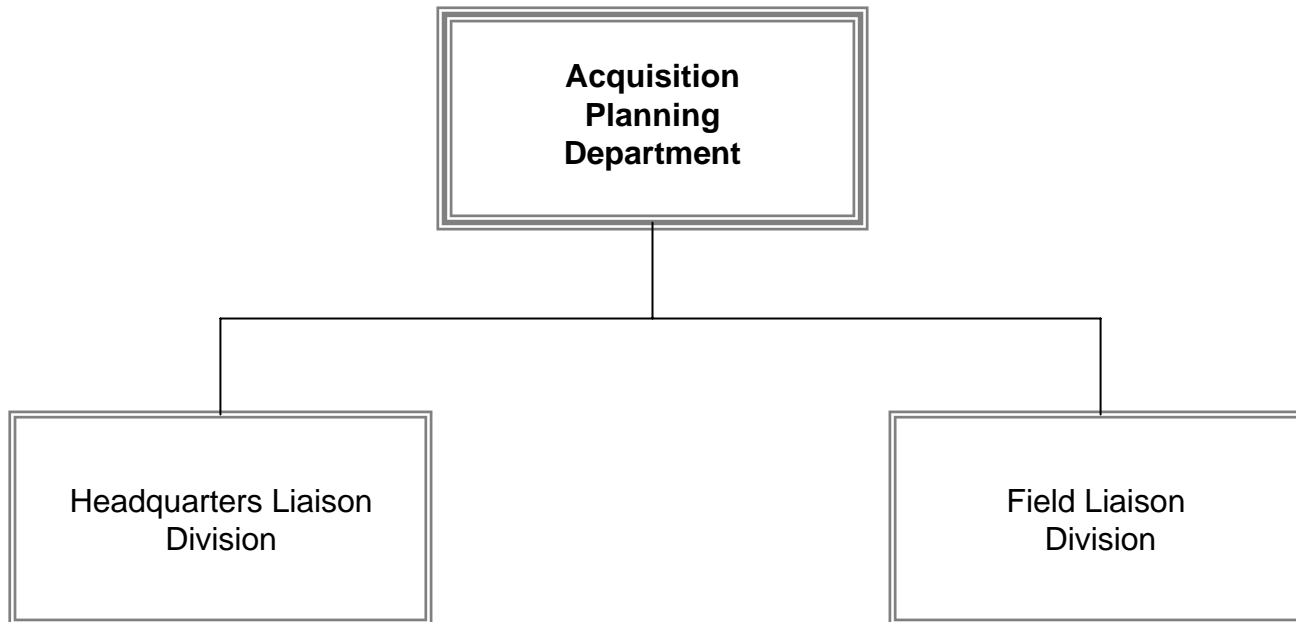 Acquisition
Planning
Department
Headquarters Liaison
Division
Field Liaison
Division